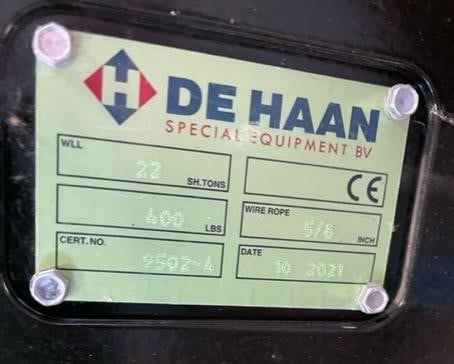 H DE HAAN
SPECIAL EQUIPMENT BV
WLL 22 SH.TONS
CE
400 LBS
WIRE ROPE 5/8 INCH
CERT.NO. 9502-4
DATE 10 2021